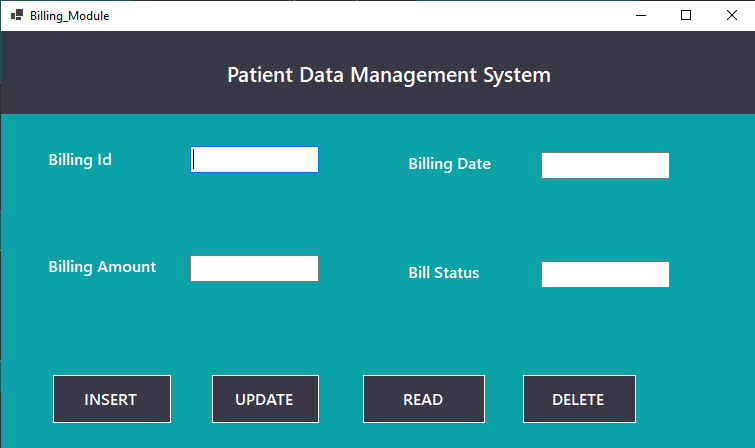 Billing_Module
Patient Data Management System
Billing Id
Billing Date
Billing Amount
Bill Status
INSERT UPDATE READ DELETE